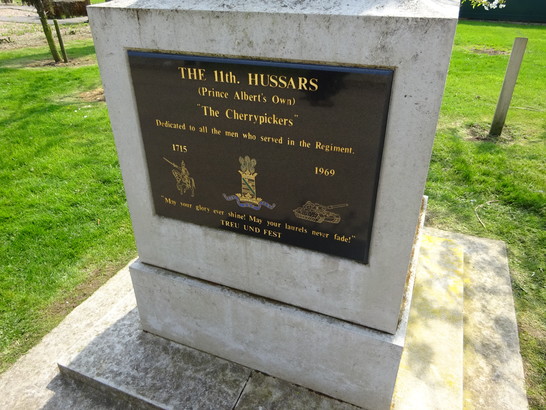 THE 11th. HUSSARS
(Prince Albert's Own)
"The Cherrypickers"
Dedicated to all the men who served in the Regiment.
1715
1969
"May your glory ever shine! May your laurels never fade!"
TREU UND FEST